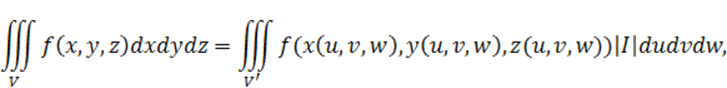 ∭_V f(x, y, z)dxdydz = ∭_{V'} f(x(u, v, w), y(u, v, w), z(u, v, w))|I|dudvdw,